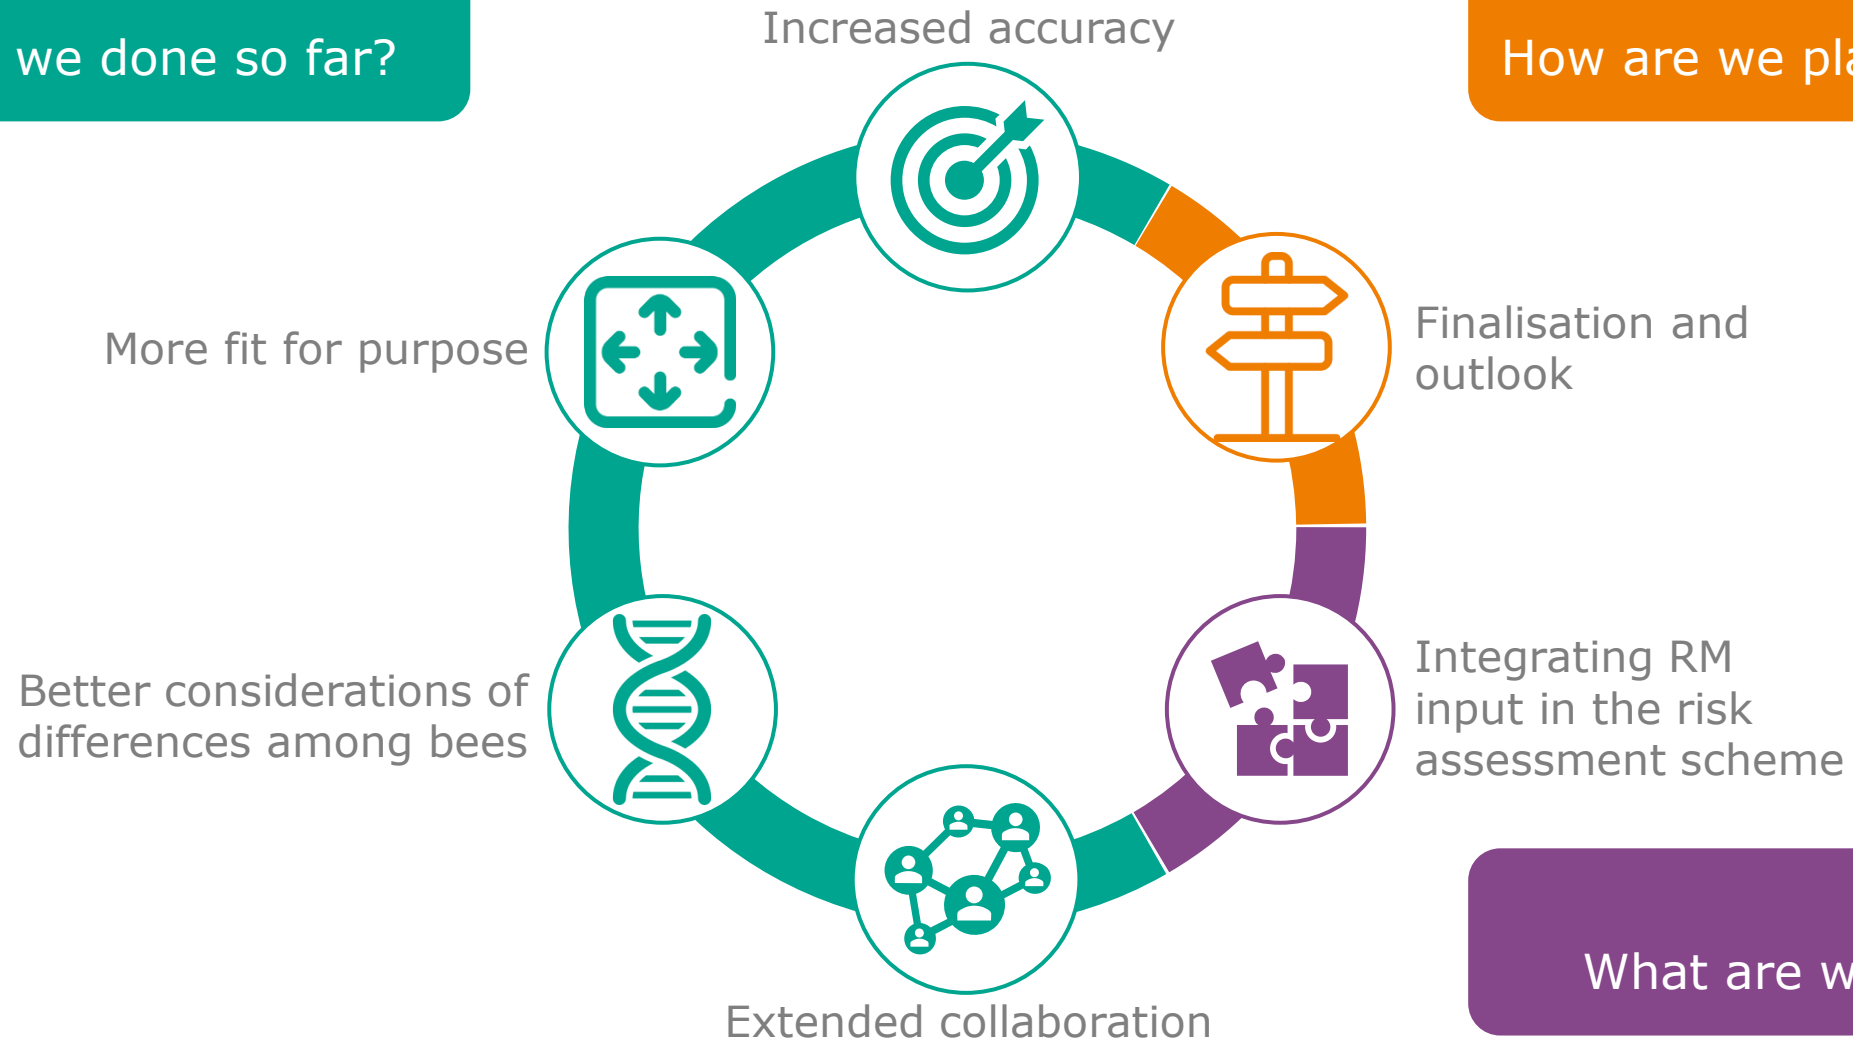 we done so far?
Increased accuracy
How are we pla
More fit for purpose
Finalisation and
outlook
Better considerations of
differences among bees
Integrating RM
input in the risk
assessment scheme
What are w
Extended collaboration